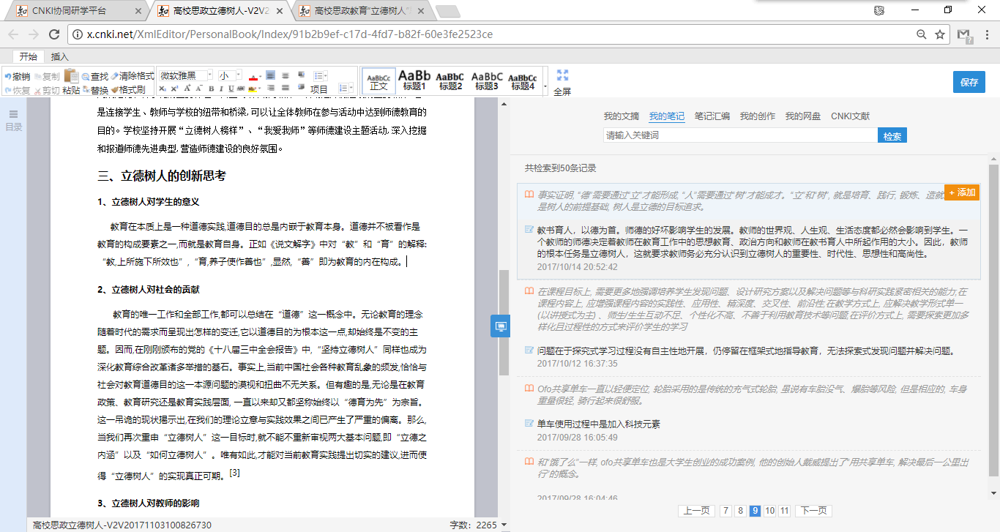 CNKI协同研学平台
高校思政立德树人-V2V2
高校思政教育“立德树人”
x.cnki.net/XmlEditor/PersonalBook/Index/91b2b9ef-c17d-4fd7-b82f-60e3fe2523ce
开始 插入
撤销 复制 粘贴 查找 清除格式
恢复 剪切 替换 格式刷
微软雅黑 小
项目
AaBbCc 正文
AaBb 标题1
AaBbC 标题2
AaBbC 标题3
AaBbCc 标题4
全屏
保存
目录
是连接学生、教师与学校的纽带和桥梁,可以让全体教师在参与活动中达到师德教育的
目的。学校坚持开展“立德树人榜样”、“我爱我师”等师德建设主题活动,深入挖掘
和报道师德先进典型,营造师德建设的良好氛围。
三、立德树人的创新思考
1、立德树人对学生的意义
教育在本质上是一种道德实践,道德目的总是内嵌于教育本身。道德并不被看作是
教育的构成要素之一,而就是教育自身。正如《说文解字》中对“教”和“育”的解释:
“教,上所施下所效也”,“育,养子使作善也”,显然,“善”即为教育的内在构成。
2、立德树人对社会的贡献
教育的唯一工作和全部工作,都可以总结在“道德”这一概念中。无论教育的理念
随着时代的需求而呈现出怎样的变迁,它以道德目的为根本这一点,却始终是不变的主
题。因而,在刚刚颁布的党的《十八届三中全会报告》中,“坚持立德树人”同样也成为
深化教育综合改革诸多举措的基石。事实上,当前中国社会各种教育乱象的频发,恰恰与
社会对教育道德目的这一本源问题的漠视和扭曲不无关系。但有趣的是,无论是在教育
政策、教育研究还是教育实践层面,一直以来却又都坚称始终以“德育为先”为宗旨。
这一吊诡的现状揭示出,在我们的理论立意与实践效果之间已产生了严重的偏离。那么,
当我们再次重申“立德树人”这一目标时,就不能不重新审视两大基本问题,即“立德之
内涵”以及“如何立德树人”。唯有如此,才能对当前教育实践提出切实的建议,进而使
得“立德树人”的实现真正可期。[3]
3、立德树人对教师的影响
高校思政立德树人-V2V20171103100826730
字数：2265
我的文摘 我的笔记 笔记汇编 我的创作 我的网盘 CNKI文献
请输入关键词 检索
共检索到50条记录
+ 添加
事实证明, “德”需要通过“立”才能形成, “人”需要通过“树”才能成才。“立”和“树”, 就是培育、践行, 锻炼、造就
是树人的前提基础, 树人是立德的目标追求。
教书育人，以德为首。师德的好坏影响学生的发展。教师的世界观、人生观、生活态度都必然会影响到学生。一
个教师的师德决定着教师在教育工作中的思想教育、政治方向和教师在教书育人中所起作用的大小。因此，教师
的根本任务是立德树人，这就要求教师务必充分认识到立德树人的重要性、时代性、思想性和高尚性。
2017/10/14 20:52:42
在课程目标上, 需要更多地强调培养学生发现问题、设计研究方案以及解决问题等与科研实践紧密相关的能力,在
课程内容上, 应增强课程内容的实践性、应用性、精深度、交叉性、前沿性;在教学方式上, 应解决教学形式单一
(以讲授式为主) 、师生/生生互动不足、个性化不高、不善于利用教育技术等问题;在评价方式上, 需要探索更加多
样化且过程性的方式来评价学生的学习
问题在于探究式学习过程没有自主性地开展，仍停留在框架式地指导教育，无法探索式发现问题并解决问题。
2017/10/12 16:37:35
Ofo共享单车一直以轻便定位, 轮胎采用的是传统的充气式轮胎, 虽说有车胎没气、爆胎等风险, 但是相应的, 车身
重量很轻, 骑行起来很舒服。
单车使用过程中是加入科技元素
2017/09/28 16:05:49
和“饿了么”一样, ofo共享单车也是大学生创业的成功案例, 他的创始人戴威提出了“用共享单车, 解决最后一公里出
行”的概念。
2017/09/28 16:04:46
上一页 7 8 9 10 11 下一页